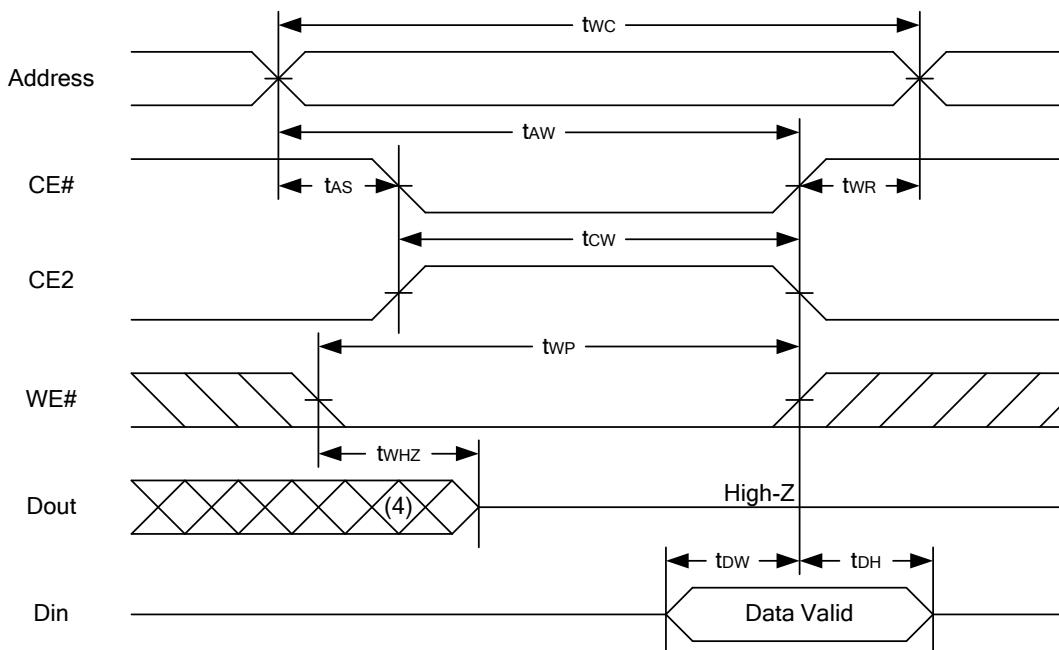 tWC
Address
tAW
CE#
tAS
tWR
tCW
CE2
tWP
WE#
tWHZ
Dout
(4)
High-Z
tDW
tDH
Din
Data Valid